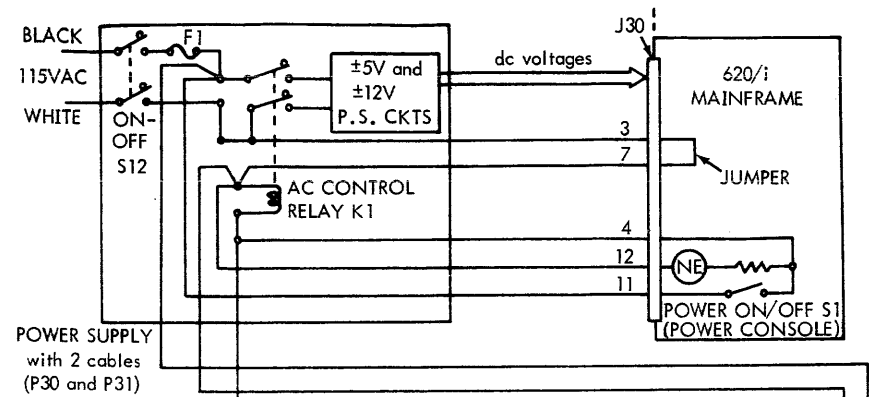 BLACK
F1
115VAC
WHITE
ON-
OFF
S12
±5V and
±12V
P.S. CKTS
dc voltages
J30
620/i
MAINFRAME
3
7
JUMPER
AC CONTROL
RELAY K1
4
12
NE
11
POWER ON/OFF S1
(POWER CONSOLE)
POWER SUPPLY
with 2 cables
(P30 and P31)